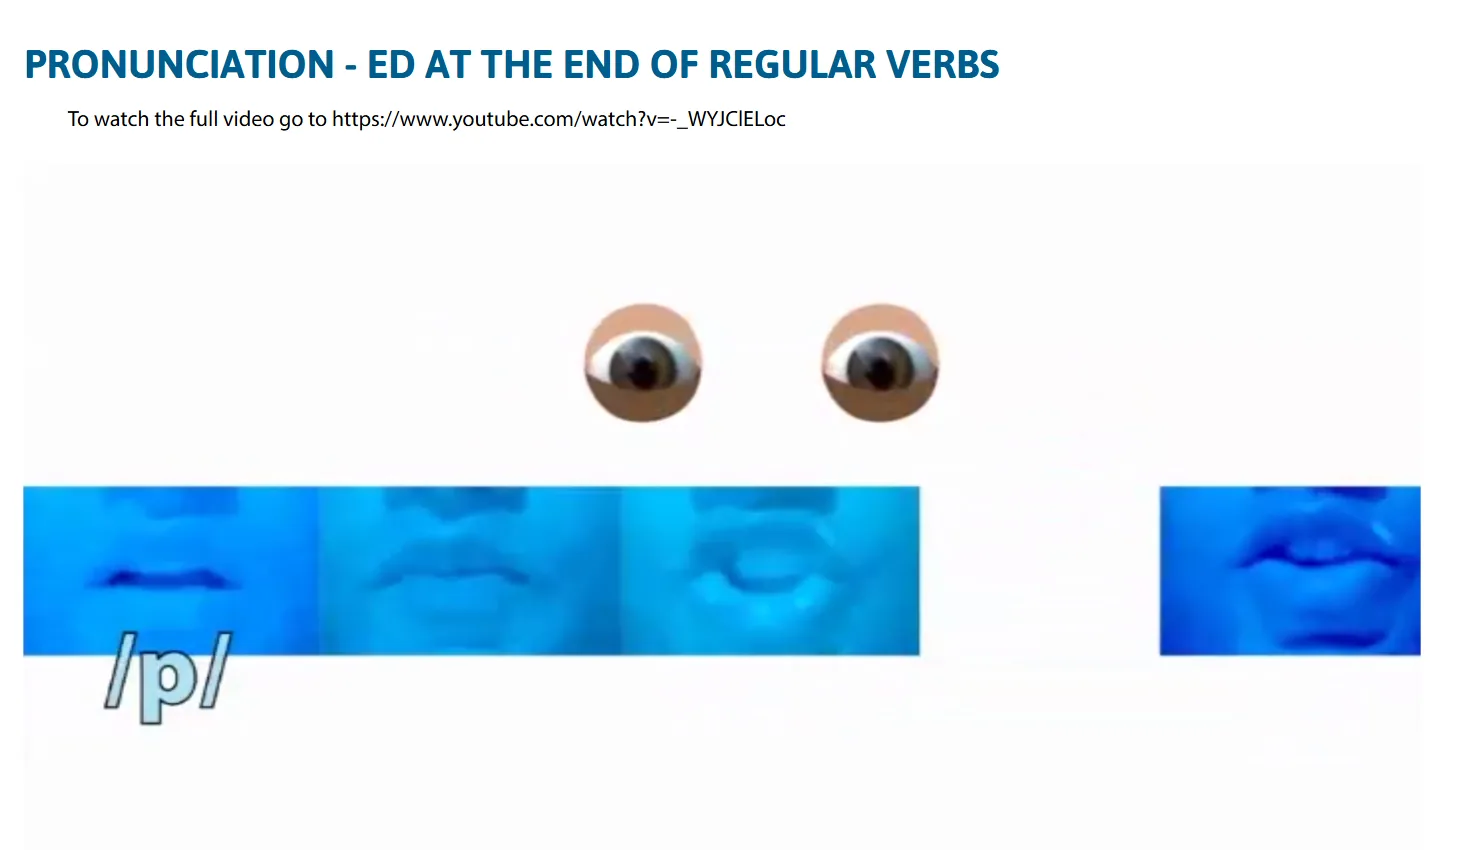 PRONUNCIATION - ED AT THE END OF REGULAR VERBS
To watch the full video go to https://www.youtube.com/watch?v=-_WYJClELoc
/p/